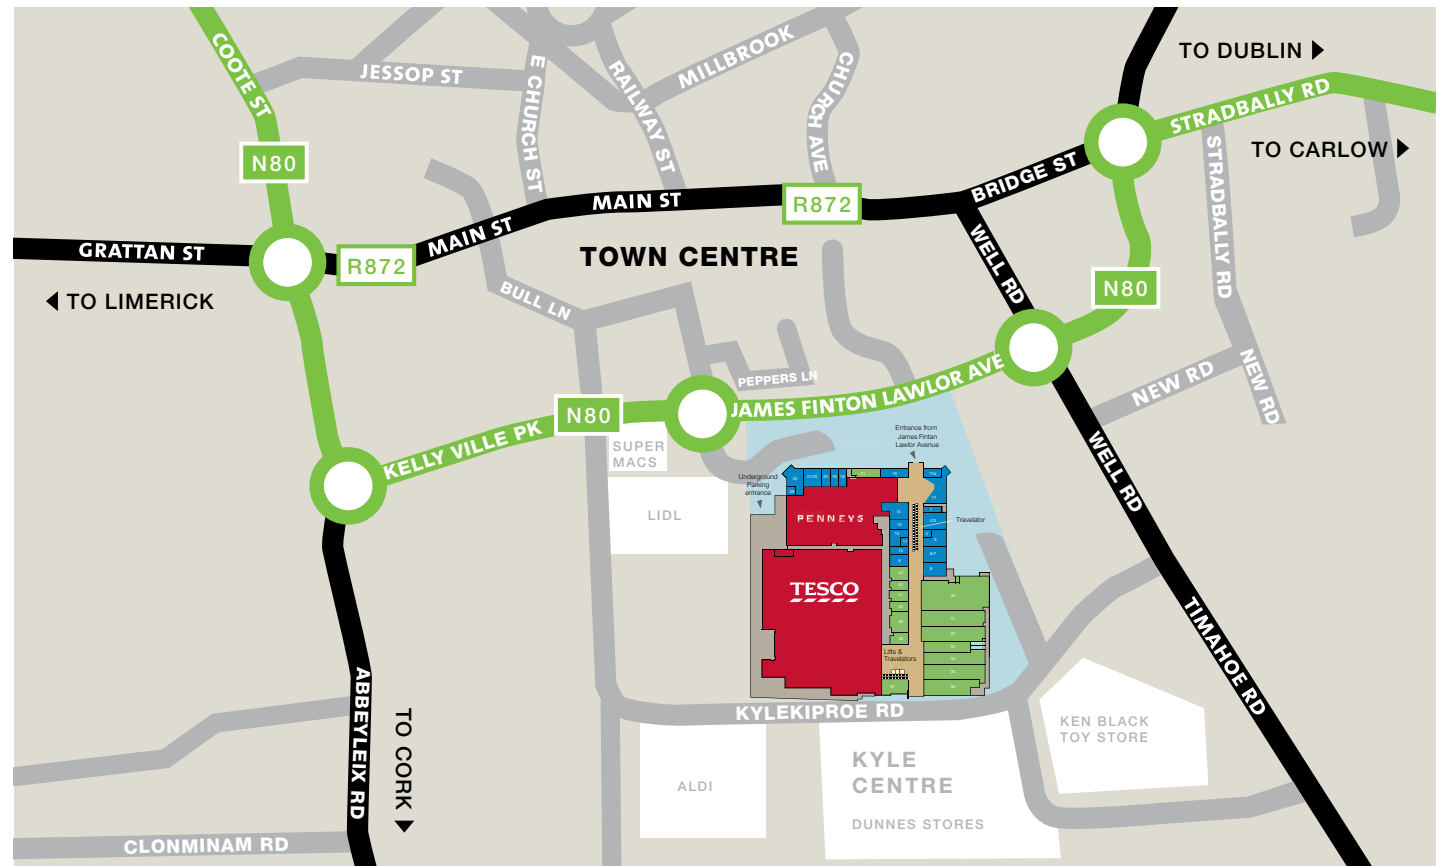 COOTE ST
JESSOP ST
E CHURCH ST
RAILWAY ST
MILLBROOK
CHURCH AVE
TO DUBLIN
STRADBALLY RD
TO CARLOW
N80
BRIDGE ST
STRADBALLY RD
MAIN ST
R872
MAIN ST
GRATTAN ST
R872
TOWN CENTRE
WELL RD
N80
TO LIMERICK
BULL LN
PEPPERS LN
JAMES FINTON LAWLOR AVE
NEW RD
NEW RD
N80
KELLY VILLE PK
SUPER
MACS
Entrance from
James Fintan
Lawlor Avenue
WELL RD
Underground
Parking
entrance
LIDL
PENNEYS
Travelator
TESCO
Lifts &
Travelators
TIMAHOE RD
ABBEYLEIX RD
TO CORK
KYLEKIPROE RD
KEN BLACK
TOY STORE
KYLE
CENTRE
ALDI
DUNNES STORES
CLONMINAM RD